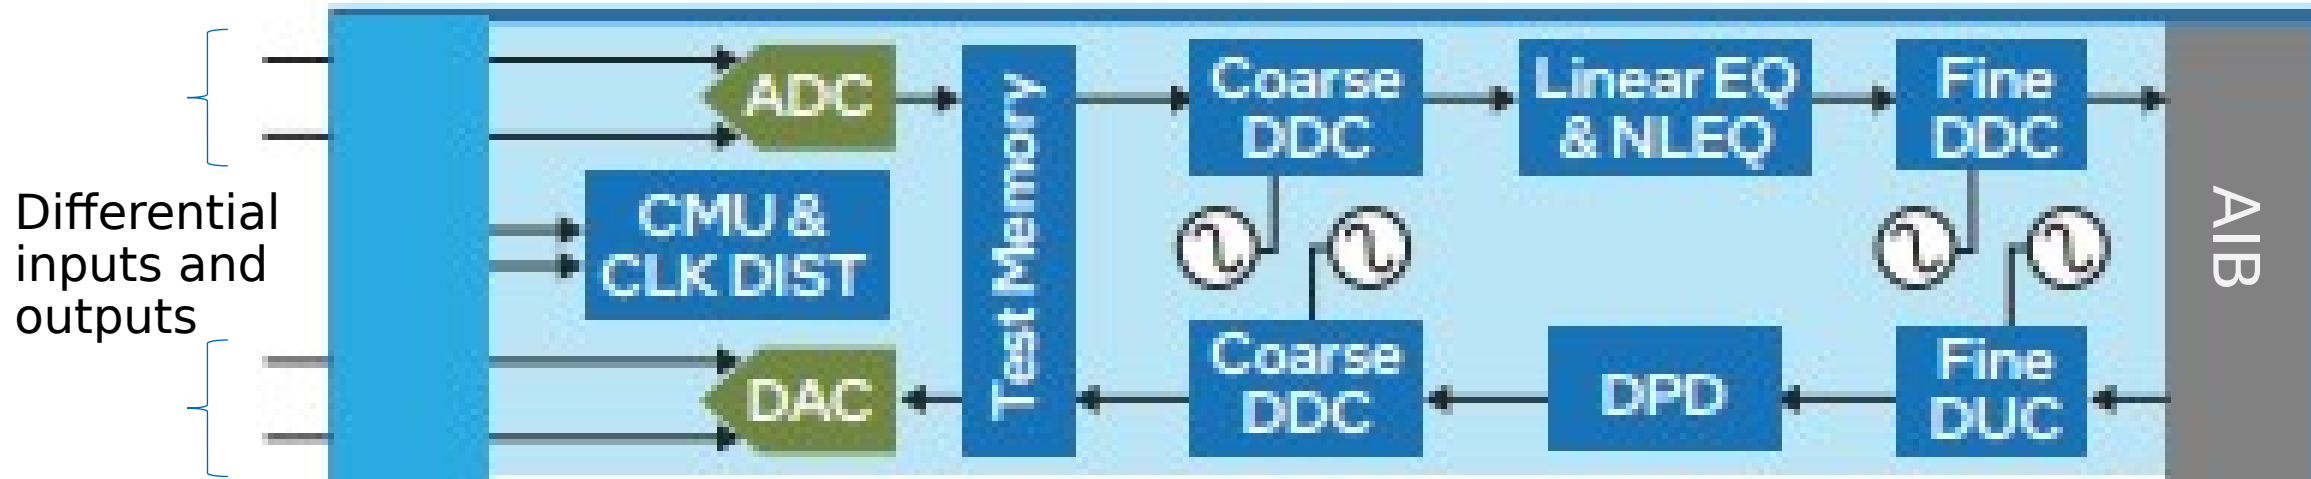 Differential
inputs and
outputs
ADC
CMU &
CLK DIST
DAC
Test Memory
Coarse
DDC
Linear EQ
& NLEQ
Fine
DDC
Coarse
DDC
DPD
Fine
DUC
AIB